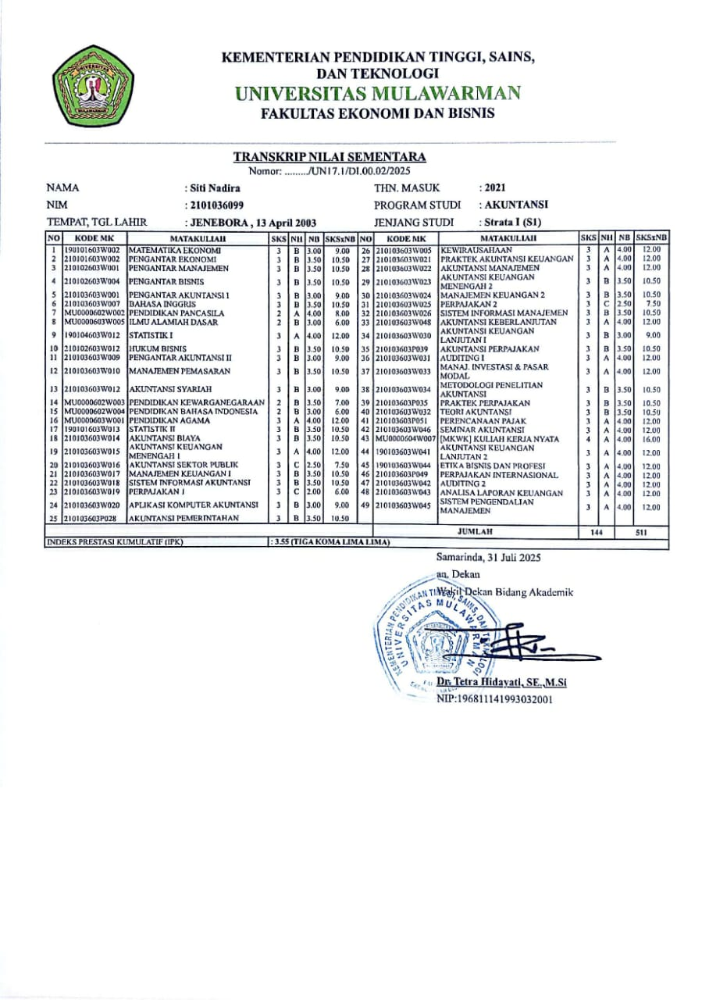 KEMENTERIAN PENDIDIKAN TINGGI, SAINS,
DAN TEKNOLOGI
UNIVERSITAS MULAWARMAN
FAKULTAS EKONOMI DAN BISNIS
TRANSKRIP NILAI SEMENTARA
Nomor: ........./UN17.1/DI.00.02/2025
NAMA : Siti Nadira THN. MASUK : 2021
NIM : 2101036099 PROGRAM STUDI : AKUNTANSI
TEMPAT, TGL LAHIR : JENEBORA , 13 April 2003 JENJANG STUDI : Strata I (S1)
NO KODE MK MATAKULIAH SKS NH NB SKSxNB NO KODE MK MATAKULIAH SKS NH NB SKSxNB
1 190101603W002 MATEMATIKA EKONOMI 3 B 3.00 9.00 26 210103603W005 KEWIRAUSAHAAN 3 A 4.00 12.00
2 210101603W002 PENGANTAR EKONOMI 3 B 3.50 10.50 27 210103603W021 PRAKTEK AKUNTANSI KEUANGAN 3 A 4.00 12.00
3 210102603W001 PENGANTAR MANAJEMEN 3 B 3.50 10.50 28 210103603W022 AKUNTANSI MANAJEMEN 3 A 4.00 12.00
4 210102603W004 PENGANTAR BISNIS 3 B 3.50 10.50 29 210103603W023 AKUNTANSI KEUANGAN MENENGAH 2 3 B 3.50 10.50
5 210103603W001 PENGANTAR AKUNTANSI I 3 B 3.00 9.00 30 210103603W024 MANAJEMEN KEUANGAN 2 3 B 3.50 10.50
6 210103603W007 BAHASA INGGRIS 3 B 3.50 10.50 31 210103603W025 PERPAJAKAN 2 3 C 2.50 7.50
7 MU0000602W002 PENDIDIKAN PANCASILA 2 A 4.00 8.00 32 210103603W026 SISTEM INFORMASI MANAJEMEN 3 B 3.50 10.50
8 MU0000603W005 ILMU ALAMIAH DASAR 2 B 3.00 6.00 33 210103603W048 AKUNTANSI KEBERLANJUTAN 3 A 4.00 12.00
9 190104603W012 STATISTIK I 3 A 4.00 12.00 34 210103603W030 AKUNTANSI KEUANGAN LANJUTAN I 3 B 3.00 9.00
10 210102603W012 HUKUM BISNIS 3 B 3.50 10.50 35 210103603P039 AKUNTANSI PERPAJAKAN 3 B 3.50 10.50
11 210103603W009 PENGANTAR AKUNTANSI II 3 B 3.00 9.00 36 210103603W031 AUDITING I 3 A 4.00 12.00
12 210103603W010 MANAJEMEN PEMASARAN 3 B 3.50 10.50 37 210103603W033 MANAJ. INVESTASI & PASAR MODAL 3 A 4.00 12.00
13 210103603W012 AKUNTANSI SYARIAH 3 B 3.00 9.00 38 210103603W034 METODOLOGI PENELITIAN AKUNTANSI 3 B 3.50 10.50
14 MU0000602W003 PENDIDIKAN KEWARGANEGARAAN 2 B 3.50 7.00 39 210103603P035 PRAKTEK PERPAJAKAN 3 B 3.50 10.50
15 MU0000602W004 PENDIDIKAN BAHASA INDONESIA 2 B 3.00 6.00 40 210103603W032 TEORI AKUNTANSI 3 B 3.50 10.50
16 MU0000603W001 PENDIDIKAN AGAMA 3 A 4.00 12.00 41 210103603P051 PERENCANAAN PAJAK 3 A 4.00 12.00
17 190101603W013 STATISTIK II 3 B 3.50 10.50 42 210103603W046 SEMINAR AKUNTANSI 3 A 4.00 12.00
18 210103603W014 AKUNTANSI BIAYA 3 B 3.50 10.50 43 MU0000604W007 [MKWK] KULIAH KERJA NYATA 4 A 4.00 16.00
19 210103603W015 AKUNTANSI KEUANGAN MENENGAH 1 3 A 4.00 12.00 44 190103603W041 AKUNTANSI KEUANGAN LANJUTAN 2 3 A 4.00 12.00
20 210103603W016 AKUNTANSI SEKTOR PUBLIK 3 C 2.50 7.50 45 190103603W044 ETIKA BISNIS DAN PROFESI 3 A 4.00 12.00
21 210103603W017 MANAJEMEN KEUANGAN I 3 B 3.50 10.50 46 210103603P049 PERPAJAKAN INTERNASIONAL 3 A 4.00 12.00
22 210103603W018 SISTEM INFORMASI AKUNTANSI 3 B 3.50 10.50 47 210103603W042 AUDITING 2 3 A 4.00 12.00
23 210103603W019 PERPAJAKAN I 3 C 2.00 6.00 48 210103603W043 ANALISA LAPORAN KEUANGAN 3 A 4.00 12.00
24 210103603W020 APLIKASI KOMPUTER AKUNTANSI 3 B 3.00 9.00 49 210103603W045 SISTEM PENGENDALIAN MANAJEMEN 3 A 4.00 12.00
25 210103603P028 AKUNTANSI PEMERINTAHAN 3 B 3.50 10.50
JUMLAH 144 511
INDEKS PRESTASI KUMULATIF (IPK) : 3.55 (TIGA KOMA LIMA LIMA)
Samarinda, 31 Juli 2025
an. Dekan
Wakil Dekan Bidang Akademik
KEMENTERIAN PENDIDIKAN TINGGI, SAINS, DAN TEKNOLOGI
UNIVERSITAS MULAWARMAN
Dr. Tetra Hidayati, SE.,M.Si
NIP:196811141993032001